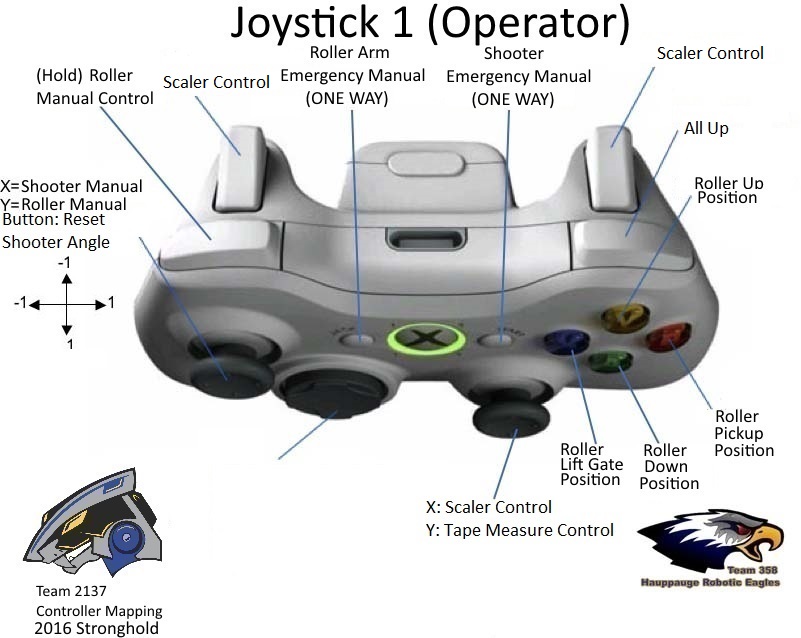 Joystick 1 (Operator)
(Hold) Roller
Manual Control
Scaler Control
Roller Arm
Emergency Manual
(ONE WAY)
Shooter
Emergency Manual
(ONE WAY)
Scaler Control
All Up
Roller Up
Position
X=Shooter Manual
Y=Roller Manual
Button: Reset
Shooter Angle
-1
-1
1
1
X
Y
Roller
Pickup
Position
Roller
Lift Gate
Position
Roller
Down
Position
X: Scaler Control
Y: Tape Measure Control
Team 2137
Controller Mapping
2016 Stronghold
Team 358
Hauppauge Robotic Eagles